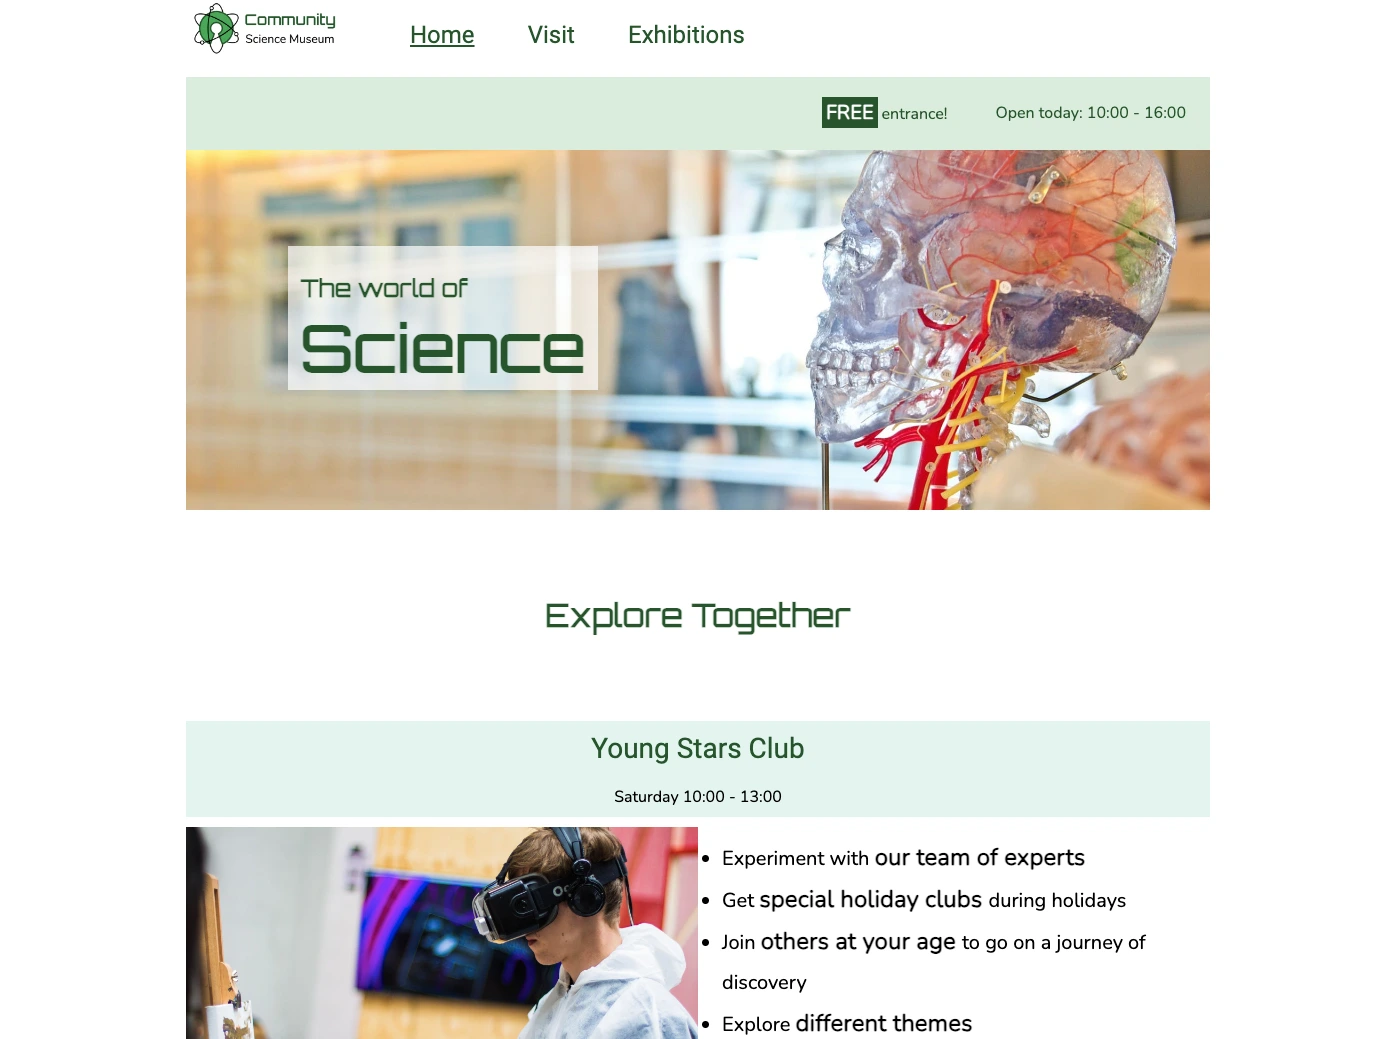 Community
Science Museum
Home Visit Exhibitions
FREE entrance! Open today: 10:00 - 16:00
The world of
Science
Explore Together
Young Stars Club
Saturday 10:00 - 13:00
Experiment with our team of experts
Get special holiday clubs during holidays
Join others at your age to go on a journey of
discovery
Explore different themes